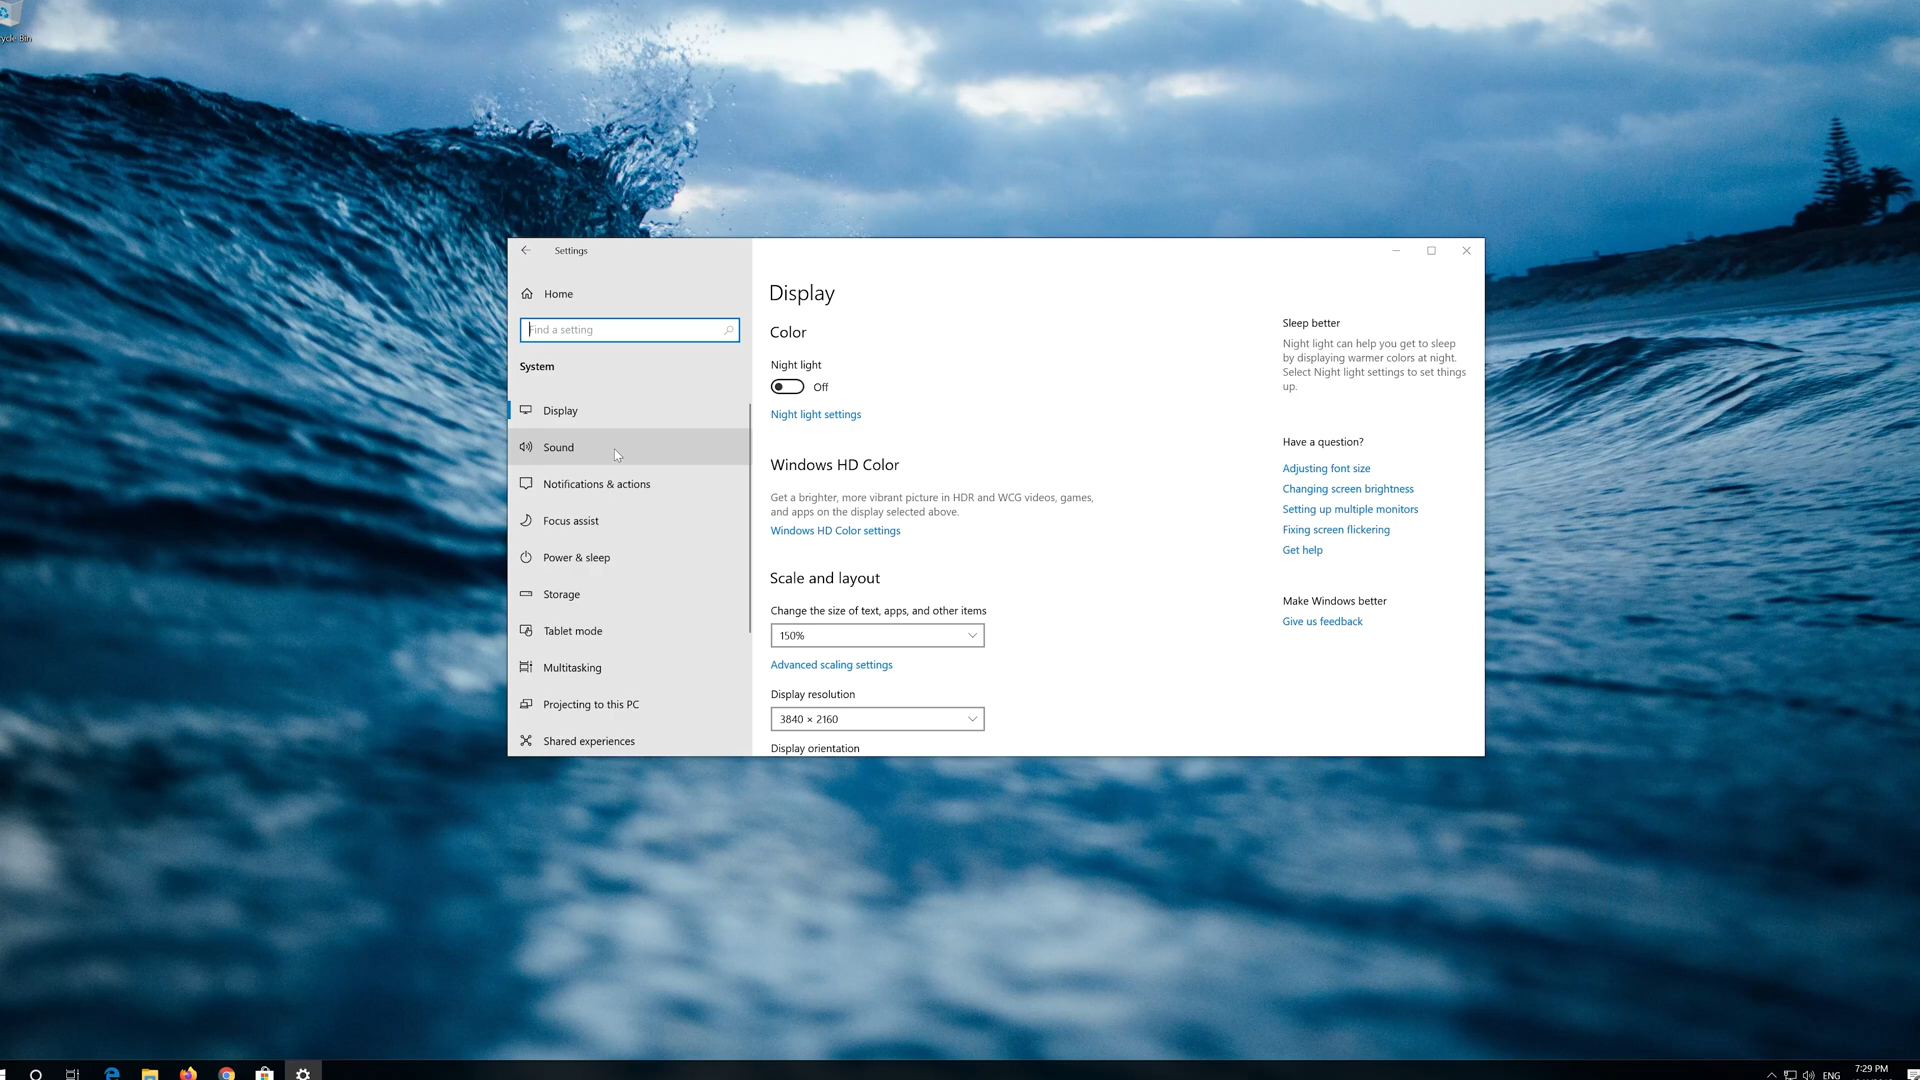 cycle Bin
Settings
Home
Find a setting
System
Display
Sound
Notifications & actions
Focus assist
Power & sleep
Storage
Tablet mode
Multitasking
Projecting to this PC
Shared experiences
Display
Color
Night light
Off
Night light settings
Windows HD Color
Get a brighter, more vibrant picture in HDR and WCG videos, games,
and apps on the display selected above.
Windows HD Color settings
Scale and layout
Change the size of text, apps, and other items
150%
Advanced scaling settings
Display resolution
3840 × 2160
Display orientation
Sleep better
Night light can help you get to sleep
by displaying warmer colors at night.
Select Night light settings to set things
up.
Have a question?
Adjusting font size
Changing screen brightness
Setting up multiple monitors
Fixing screen flickering
Get help
Make Windows better
Give us feedback
ENG
7:29 PM